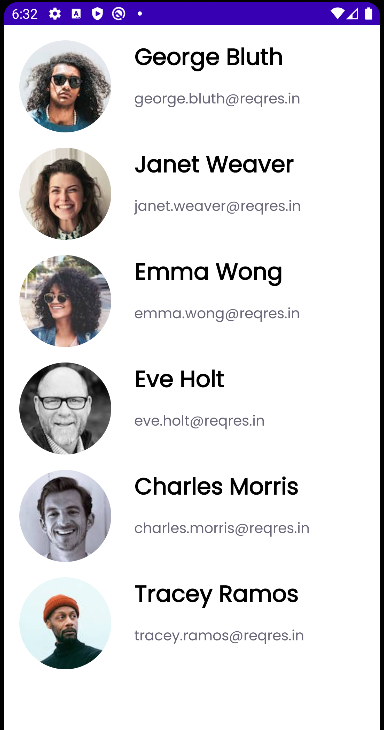 6:32
George Bluth
george.bluth@reqres.in
Janet Weaver
janet.weaver@reqres.in
Emma Wong
emma.wong@reqres.in
Eve Holt
eve.holt@reqres.in
Charles Morris
charles.morris@reqres.in
Tracey Ramos
tracey.ramos@reqres.in